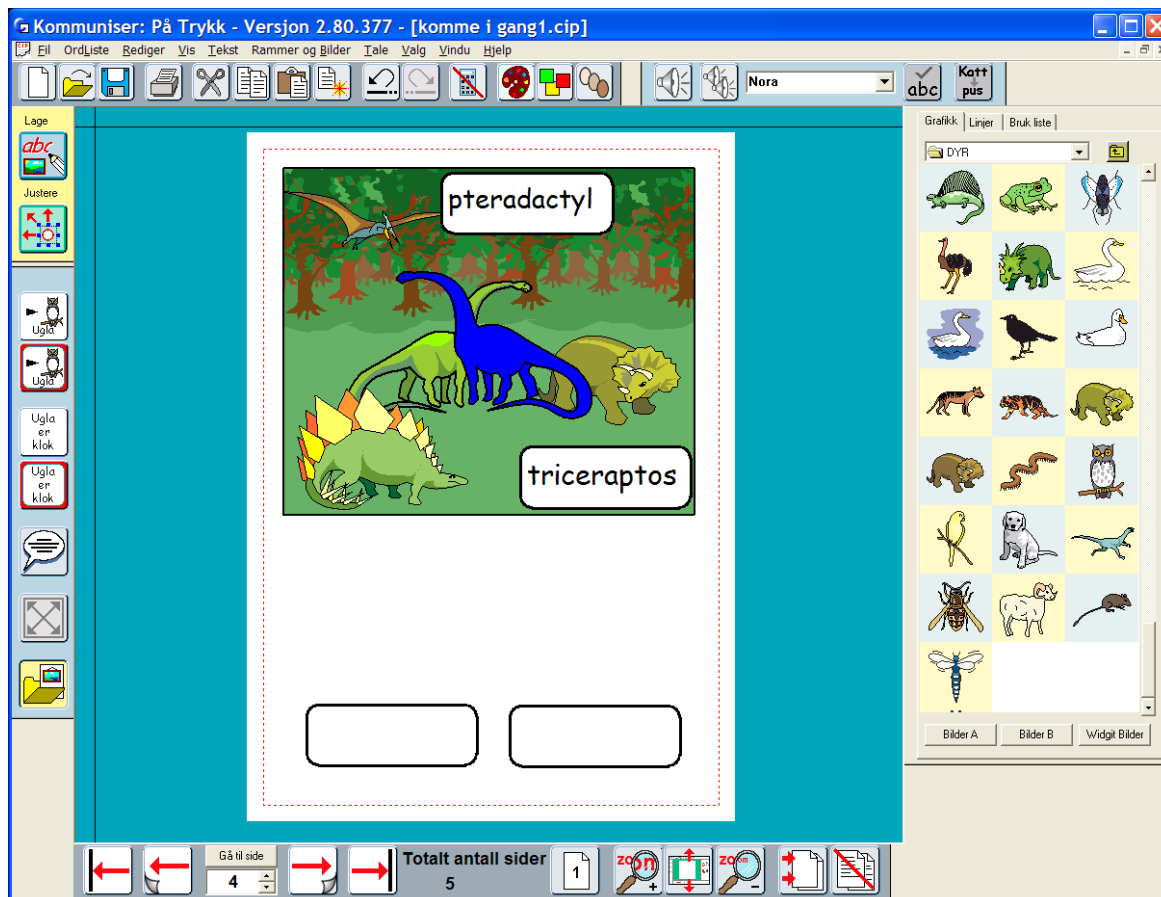 Kommuniser: På Trykk - Versjon 2.80.377 - [komme i gang1.cip]
Fil OrdListe Rediger Vis Tekst Rammer og Bilder Tale Valg Vindu Hjelp
Nora
abc
Katt
pus
Lage
abc
Justere
Ugla
Ugla
Ugla
er
klok
Ugla
er
klok
pteradactyl
triceraptos
Grafikk Linjer Bruk liste
DYR
Bilder A Bilder B Widgit Bilder
Gå til side
4
Totalt antall sider
5
1
zoom
+
zoom
-